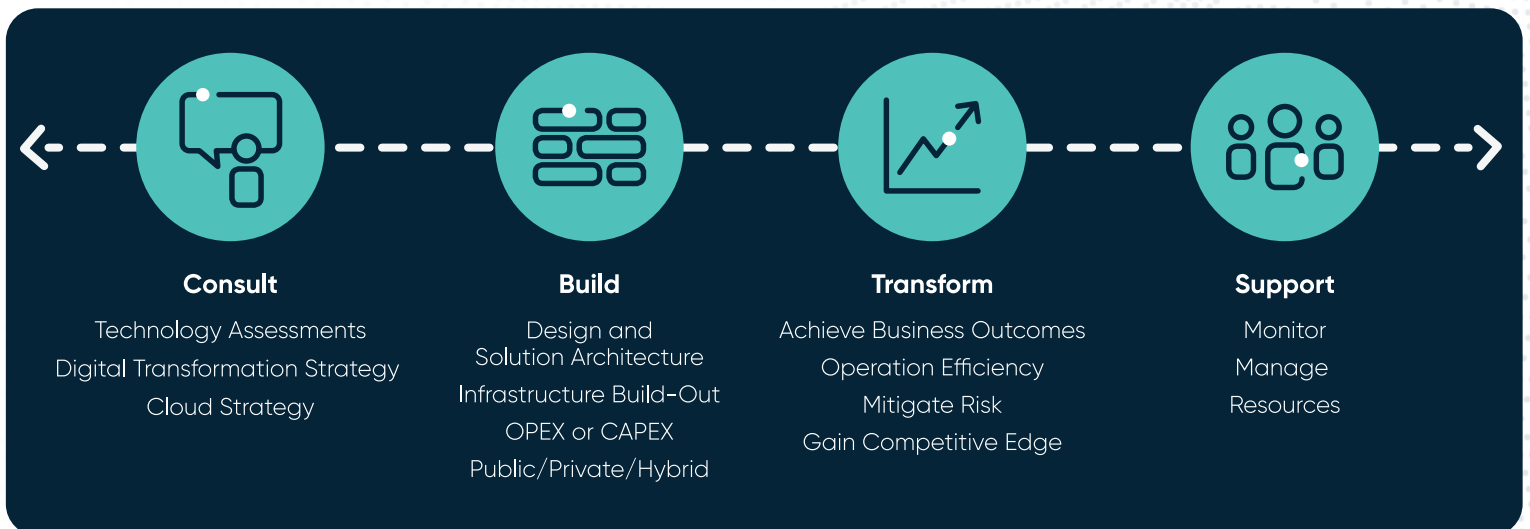 Consult
Technology Assessments
Digital Transformation Strategy
Cloud Strategy
Build
Design and
Solution Architecture
Infrastructure Build-Out
OPEX or CAPEX
Public/Private/Hybrid
Transform
Achieve Business Outcomes
Operation Efficiency
Mitigate Risk
Gain Competitive Edge
Support
Monitor
Manage
Resources